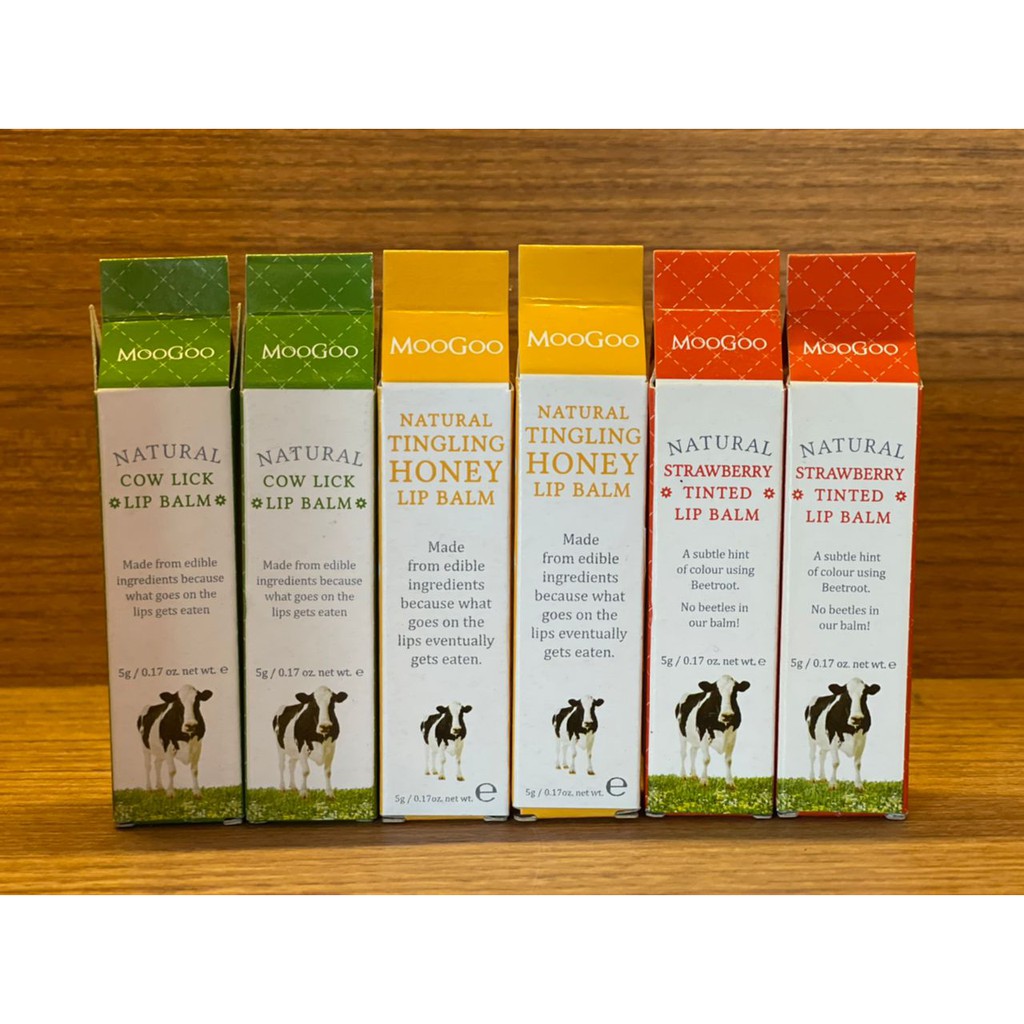 MooGoo
NATURAL
COW LICK
LIP BALM
Made from edible
ingredients because
what goes on the
lips gets eaten
5g / 0.17 oz. net wt. ℮
MooGoo
NATURAL
COW LICK
LIP BALM
Made from edible
ingredients because
what goes on the
lips gets eaten
5g / 0.17 oz. net wt. ℮
MooGoo
NATURAL
TINGLING
HONEY
LIP BALM
Made
from edible
ingredients
because what
goes on the
lips eventually
gets eaten.
5g / 0.17oz. net wt. ℮
MooGoo
NATURAL
TINGLING
HONEY
LIP BALM
Made
from edible
ingredients
because what
goes on the
lips eventually
gets eaten.
5g / 0.17oz. net wt. ℮
MooGoo
NATURAL
STRAWBERRY
TINTED
LIP BALM
A subtle hint
of colour using
Beetroot.
No beetles in
our balm!
5g / 0.17 oz. net wt. ℮
MooGoo
NATURAL
STRAWBERRY
TINTED
LIP BALM
A subtle hint
of colour using
Beetroot.
No beetles in
our balm!
5g / 0.17 oz. net wt. ℮